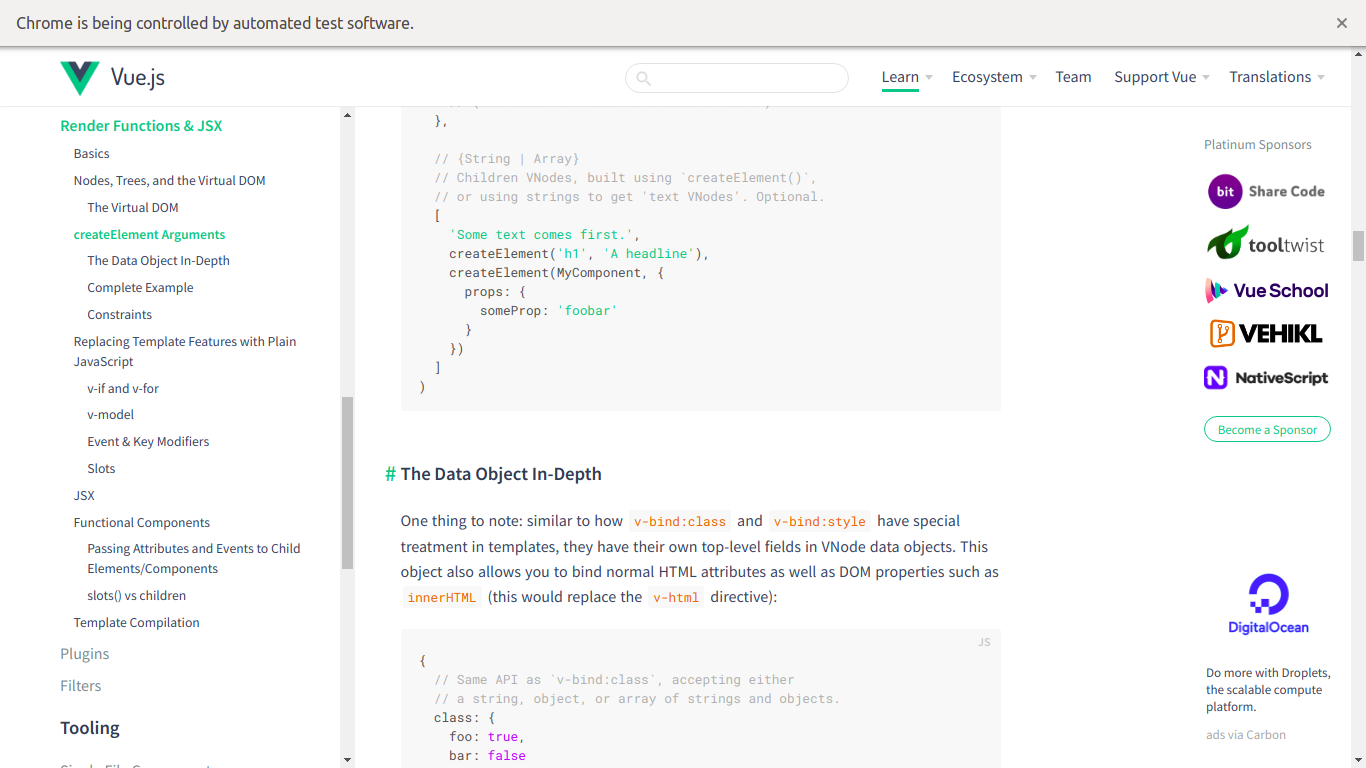 Chrome is being controlled by automated test software.
Vue.js
Learn
Ecosystem
Team
Support Vue
Translations
Render Functions & JSX
Basics
Nodes, Trees, and the Virtual DOM
The Virtual DOM
createElement Arguments
The Data Object In-Depth
Complete Example
Constraints
Replacing Template Features with Plain
JavaScript
v-if and v-for
v-model
Event & Key Modifiers
Slots
JSX
Functional Components
Passing Attributes and Events to Child
Elements/Components
slots() vs children
Template Compilation
Plugins
Filters
Tooling
},
// {String | Array}
// Children VNodes, built using `createElement()`,
// or using strings to get 'text VNodes'. Optional.
[
'Some text comes first.',
createElement('h1', 'A headline'),
createElement(MyComponent, {
props: {
someProp: 'foobar'
}
})
]
)
# The Data Object In-Depth
One thing to note: similar to how v-bind:class and v-bind:style have special
treatment in templates, they have their own top-level fields in VNode data objects. This
object also allows you to bind normal HTML attributes as well as DOM properties such as
innerHTML (this would replace the v-html directive):
JS
{
// Same API as `v-bind:class`, accepting either
// a string, object, or array of strings and objects.
class: {
foo: true,
bar: false
Platinum Sponsors
bit Share Code
tooltwist
Vue School
VEHIKL
NativeScript
Become a Sponsor
DigitalOcean
Do more with Droplets,
the scalable compute
platform.
ads via Carbon